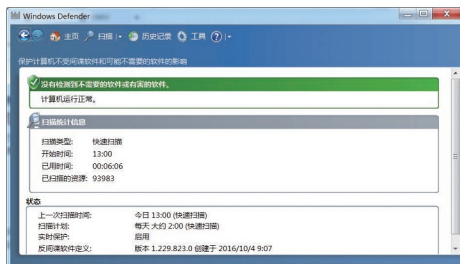 Windows Defender
主页 扫描 历史记录 工具
保护计算机不受间谍软件和可能不需要的软件的影响
没有检测到不需要的软件或有害的软件。
计算机运行正常。
扫描统计信息
扫描类型: 快速扫描
开始时间: 13:00
已用时间: 00:06:06
已扫描的资源: 93983
状态
上一次扫描时间: 今日 13:00 (快速扫描)
扫描计划: 每天 大约 2:00 (快速扫描)
实时保护: 启用
反间谍软件定义: 版本 1.229.823.0 创建于 2016/10/4 9:07